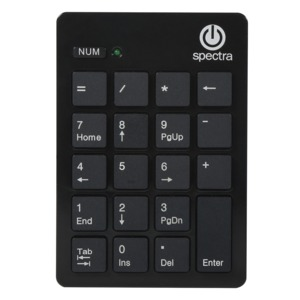 NUM
spectra
= / * ←
7 8 9 -
Home ↑ PgUp
4 5 6 +
← →
1 2 3
End ↓ PgDn
Tab 0 .
Ins Del Enter